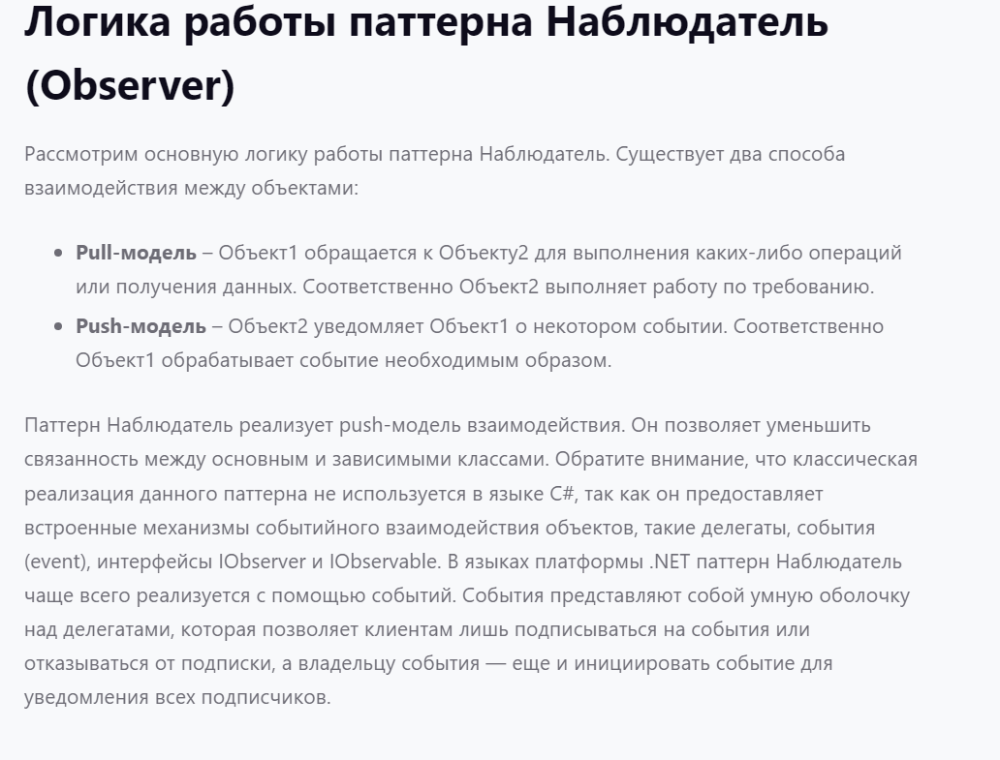 Логика работы паттерна Наблюдатель
(Observer)
Рассмотрим основную логику работы паттерна Наблюдатель. Существует два способа
взаимодействия между объектами:
• Pull-модель – Объект1 обращается к Объекту2 для выполнения каких-либо операций
или получения данных. Соответственно Объект2 выполняет работу по требованию.
• Push-модель – Объект2 уведомляет Объект1 о некотором событии. Соответственно
Объект1 обрабатывает событие необходимым образом.
Паттерн Наблюдатель реализует push-модель взаимодействия. Он позволяет уменьшить
связанность между основным и зависимыми классами. Обратите внимание, что классическая
реализация данного паттерна не используется в языке C#, так как он предоставляет
встроенные механизмы событийного взаимодействия объектов, такие делегаты, события
(event), интерфейсы IObserver и IObservable. В языках платформы .NET паттерн Наблюдатель
чаще всего реализуется с помощью событий. События представляют собой умную оболочку
над делегатами, которая позволяет клиентам лишь подписываться на события или
отказываться от подписки, а владельцу события — еще и инициировать событие для
уведомления всех подписчиков.